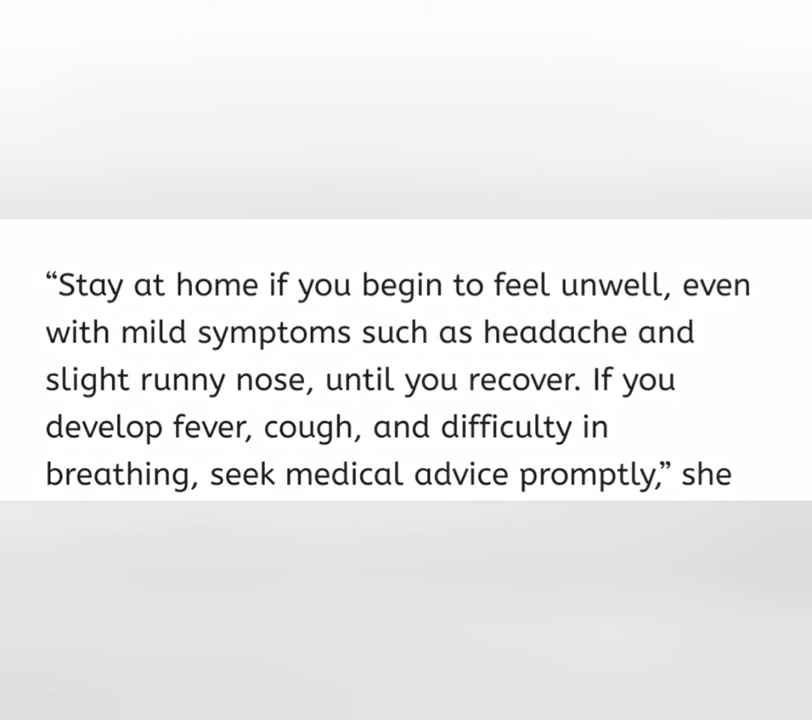 “Stay at home if you begin to feel unwell, even
with mild symptoms such as headache and
slight runny nose, until you recover. If you
develop fever, cough, and difficulty in
breathing, seek medical advice promptly,” she